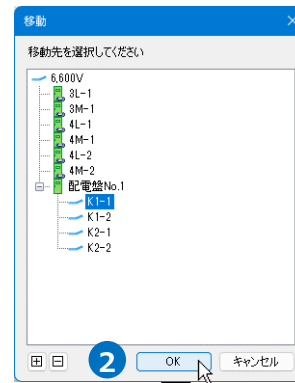 移動
移動先を選択してください
6,600V
3L-1
3M-1
4L-1
4M-1
4L-2
4M-2
配電盤No.1
K1-1
K1-2
K2-1
K2-2
2 OK キャンセル